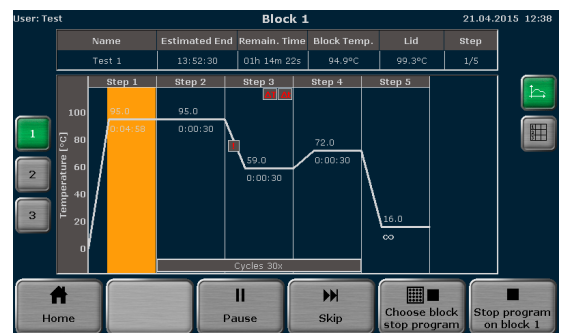 User: Test
Block 1
21.04.2015 12:38
Name Estimated End Remain. Time Block Temp. Lid Step
Test 1 13:52:30 01h 14m 22s 94.9°C 99.3°C 1/5
Step 1 Step 2 Step 3 Step 4 Step 5
Temperature [°C]
100
80
60
40
20
0
95.0
0:04:58
95.0
0:00:30
59.0
0:00:30
72.0
0:00:30
16.0
∞
Cycles 30x
1
2
3
Home
Pause
Skip
Choose block
stop program
Stop program
on block 1